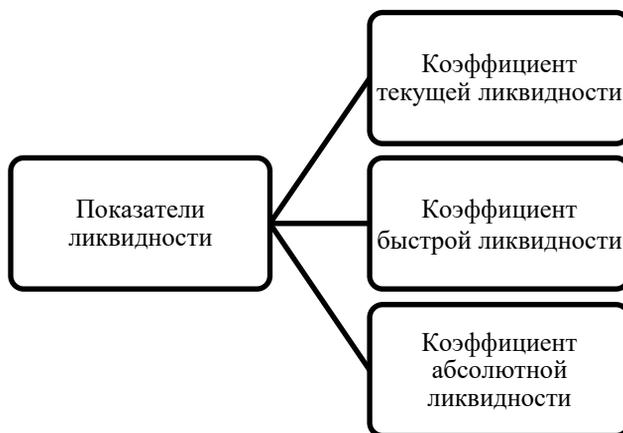 Показатели
ликвидности
Коэффициент
текущей ликвидности
Коэффициент
быстрой ликвидности
Коэффициент
абсолютной
ликвидности